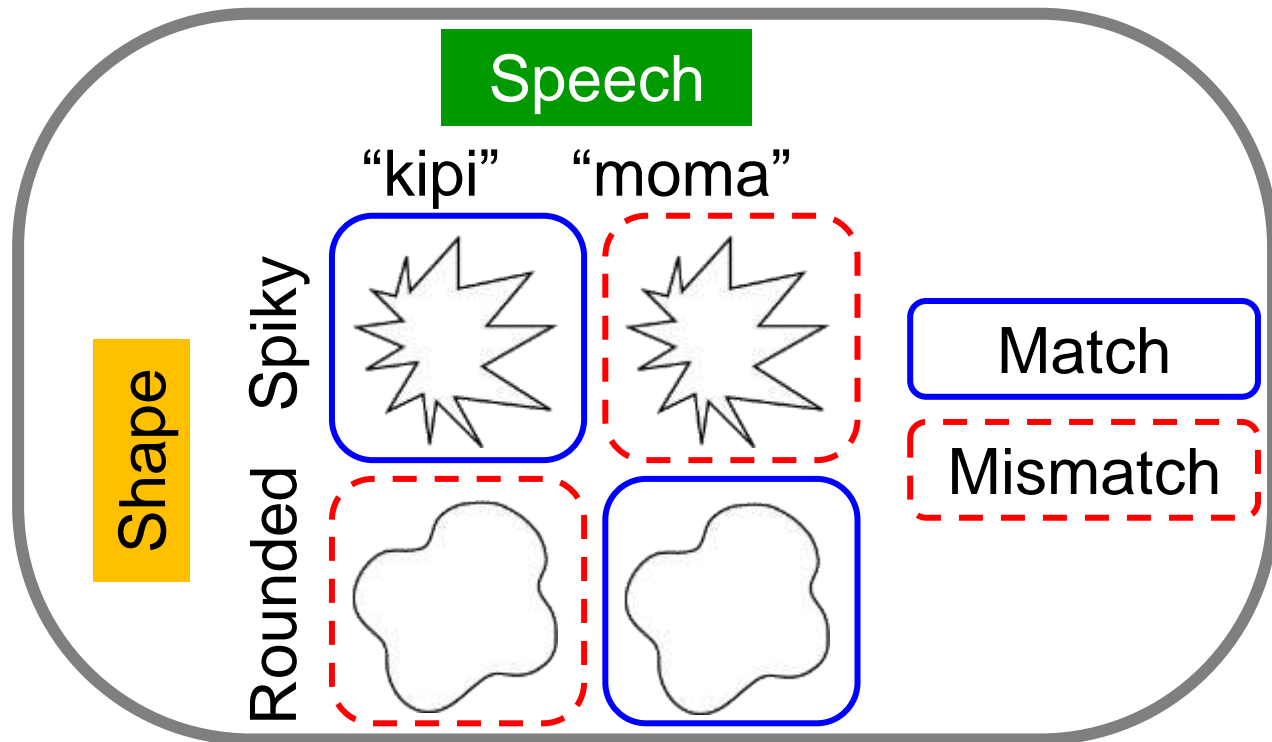 Speech
“kipi” “moma”
Shape
Spiky
Rounded
Match
Mismatch